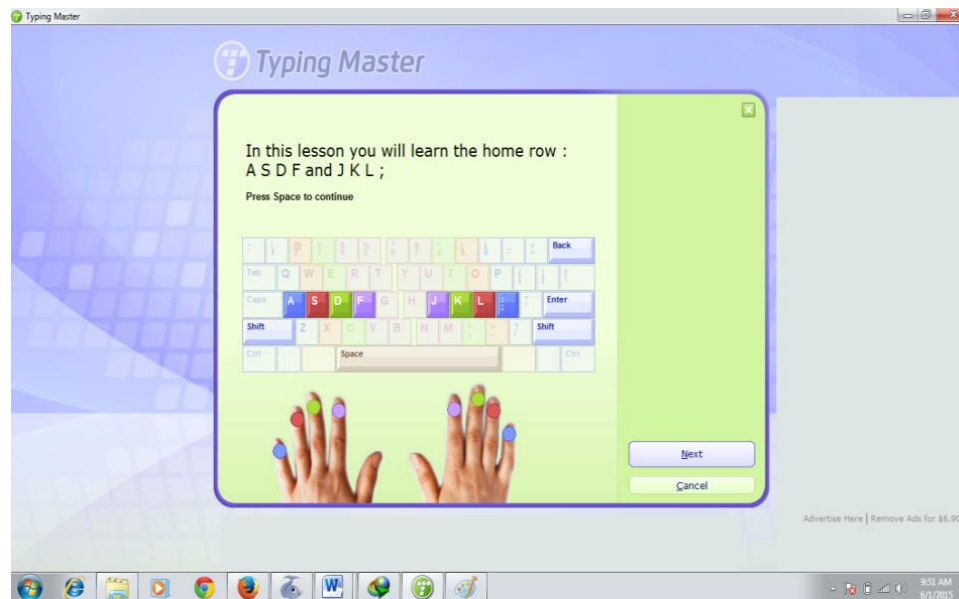 Typing Master
Typing Master
In this lesson you will learn the home row :
A S D F and J K L ;
Press Space to continue
Back
Tab Q W E R T Y U I O P [ ]
Caps A S D F G H J K L ; Enter
Shift Z X C V B N M ? Shift
Ctrl Space Ctrl
Next
Cancel
Advertise Here | Remove Ads for $6.90
9:51 AM
6/1/2015